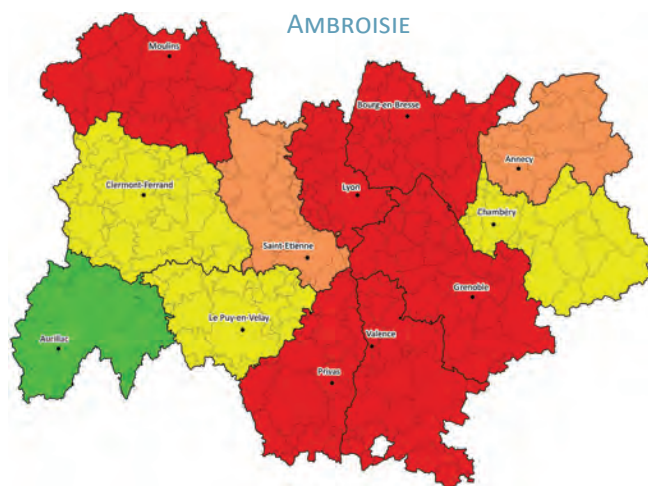 AMBROISIE
Moulins
Bourg-en-Bresse
Annecy
Clermont-Ferrand
Lyon
Chambéry
Saint-Etienne
Grenoble
Le Puy-en-Velay
Valence
Aurillac
Privas